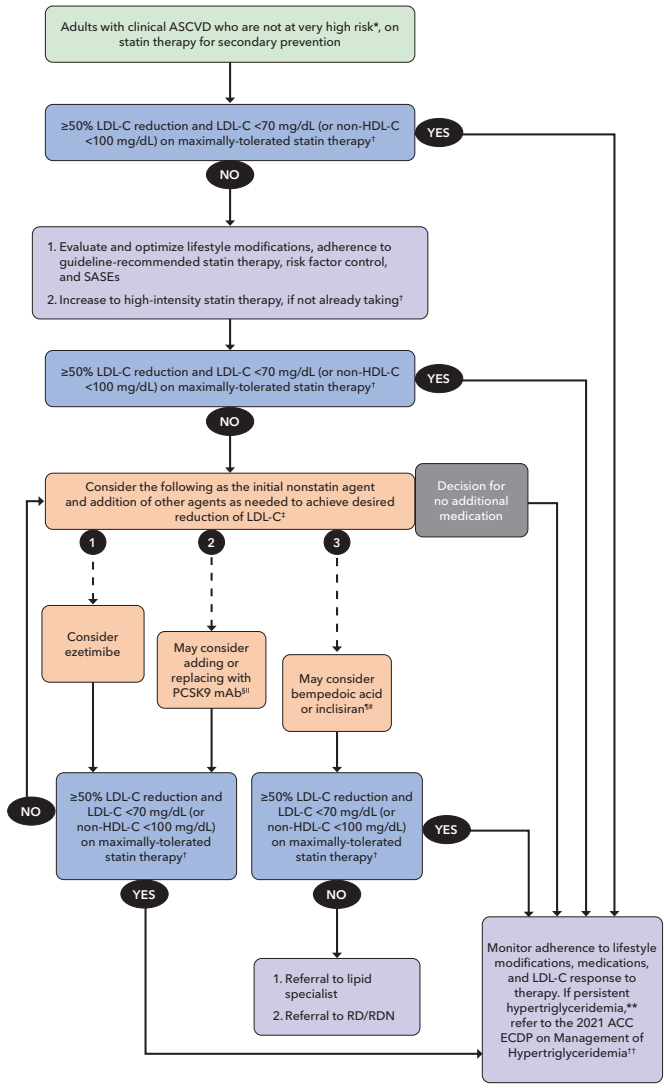 Adults with clinical ASCVD who are not at very high risk*, on
statin therapy for secondary prevention
≥50% LDL-C reduction and LDL-C <70 mg/dL (or non-HDL-C
<100 mg/dL) on maximally-tolerated statin therapy†
YES
NO
1. Evaluate and optimize lifestyle modifications, adherence to
guideline-recommended statin therapy, risk factor control,
and SASEs
2. Increase to high-intensity statin therapy, if not already taking†
≥50% LDL-C reduction and LDL-C <70 mg/dL (or non-HDL-C
<100 mg/dL) on maximally-tolerated statin therapy†
YES
NO
Consider the following as the initial nonstatin agent
and addition of other agents as needed to achieve desired
reduction of LDL-C‡
Decision for
no additional
medication
1
2
3
Consider
ezetimibe
May consider
adding or
replacing with
PCSK9 mAb§||
May consider
bempedoic acid
or inclisiran¶#
≥50% LDL-C reduction and
LDL-C <70 mg/dL (or
non-HDL-C <100 mg/dL)
on maximally-tolerated
statin therapy†
NO
YES
≥50% LDL-C reduction and
LDL-C <70 mg/dL (or
non-HDL-C <100 mg/dL)
on maximally-tolerated
statin therapy†
YES
NO
1. Referral to lipid
specialist
2. Referral to RD/RDN
Monitor adherence to lifestyle
modifications, medications,
and LDL-C response to
therapy. If persistent
hypertriglyceridemia,**
refer to the 2021 ACC
ECDP on Management of
Hypertriglyceridemia††